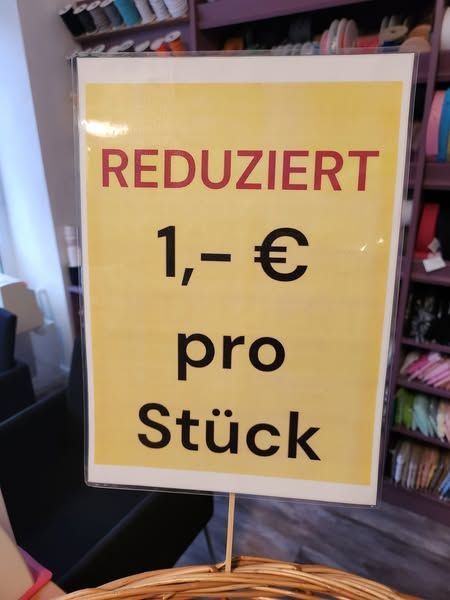 REDUZIERT
1,- €
pro
Stück